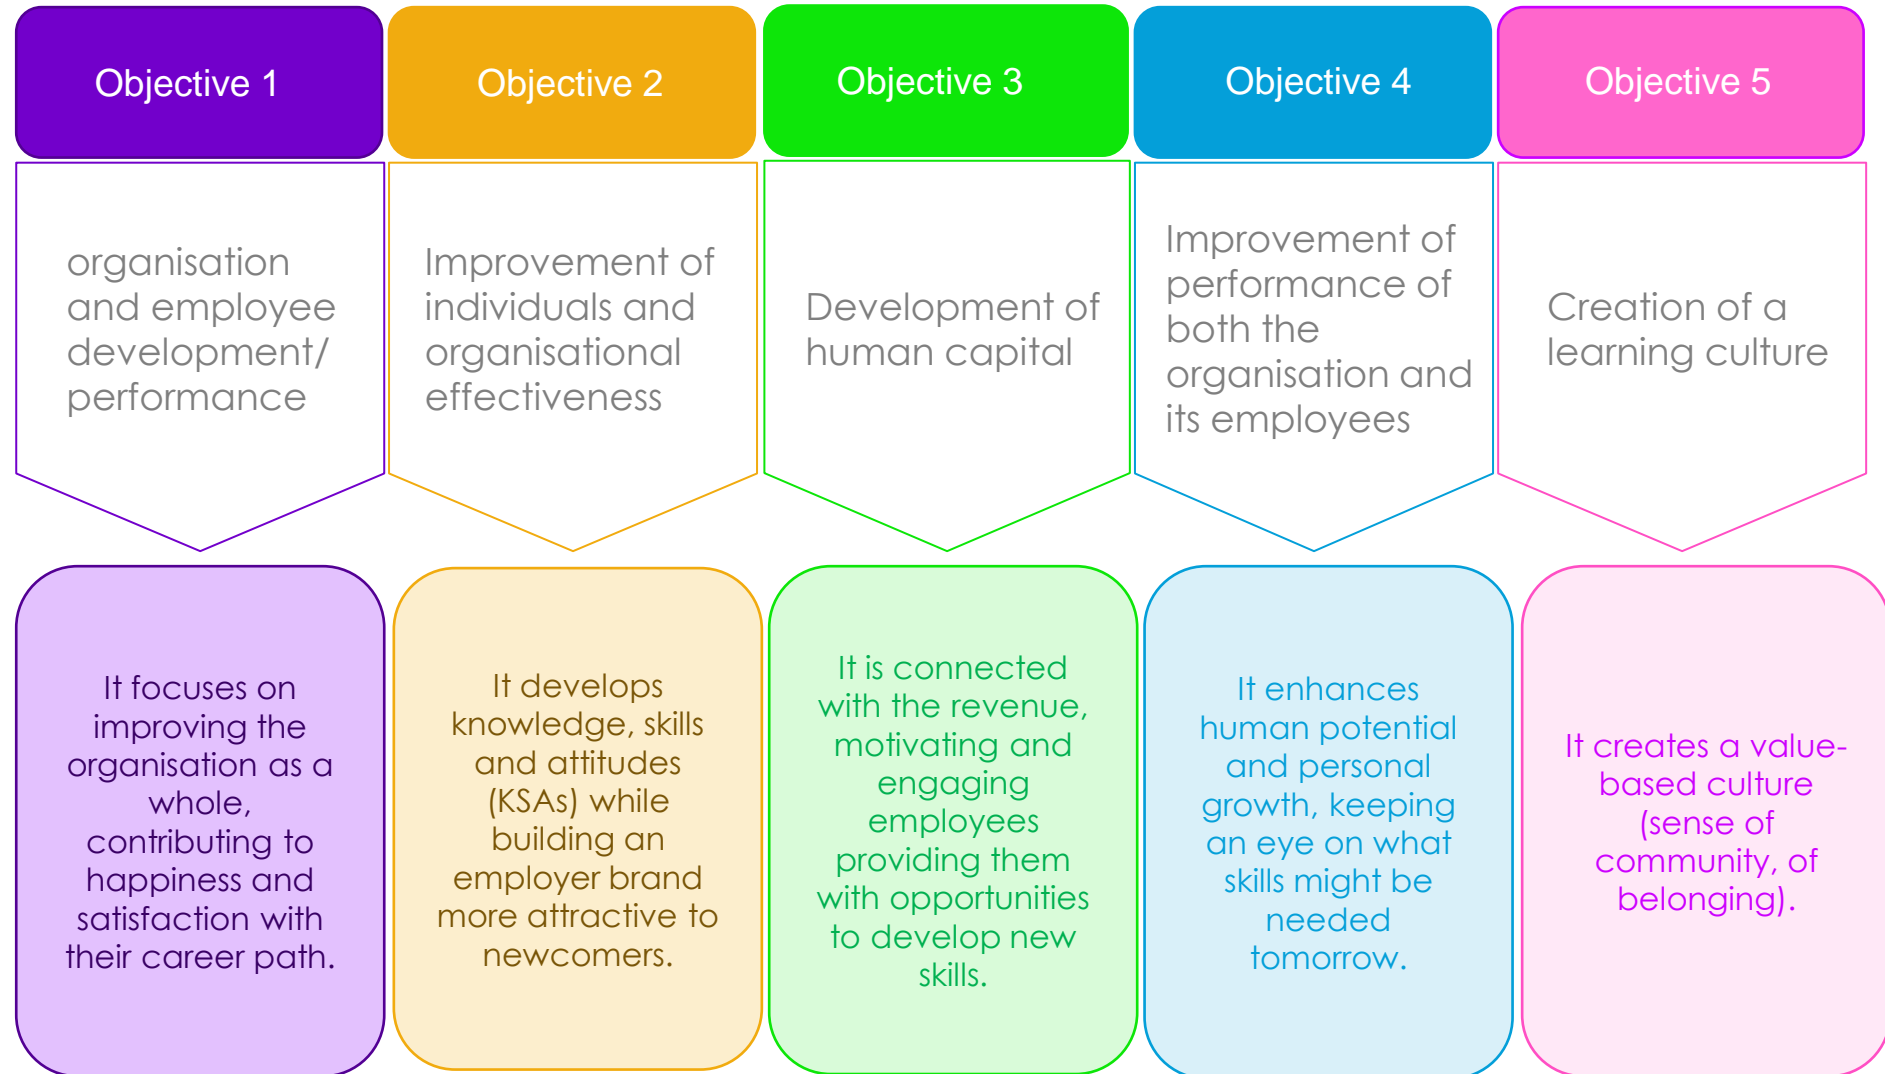 Objective 1
organisation
and employee
development/
performance
It focuses on
improving the
organisation as a
whole,
contributing to
happiness and
satisfaction with
their career path.
Objective 2
Improvement of
individuals and
organisational
effectiveness
It develops
knowledge, skills
and attitudes
(KSAs) while
building an
employer brand
more attractive to
newcomers.
Objective 3
Development of
human capital
It is connected
with the revenue,
motivating and
engaging
employees
providing them
with opportunities
to develop new
skills.
Objective 4
Improvement of
performance of
both the
organisation and
its employees
It enhances
human potential
and personal
growth, keeping
an eye on what
skills might be
needed
tomorrow.
Objective 5
Creation of a
learning culture
It creates a value-
based culture
(sense of
community, of
belonging).